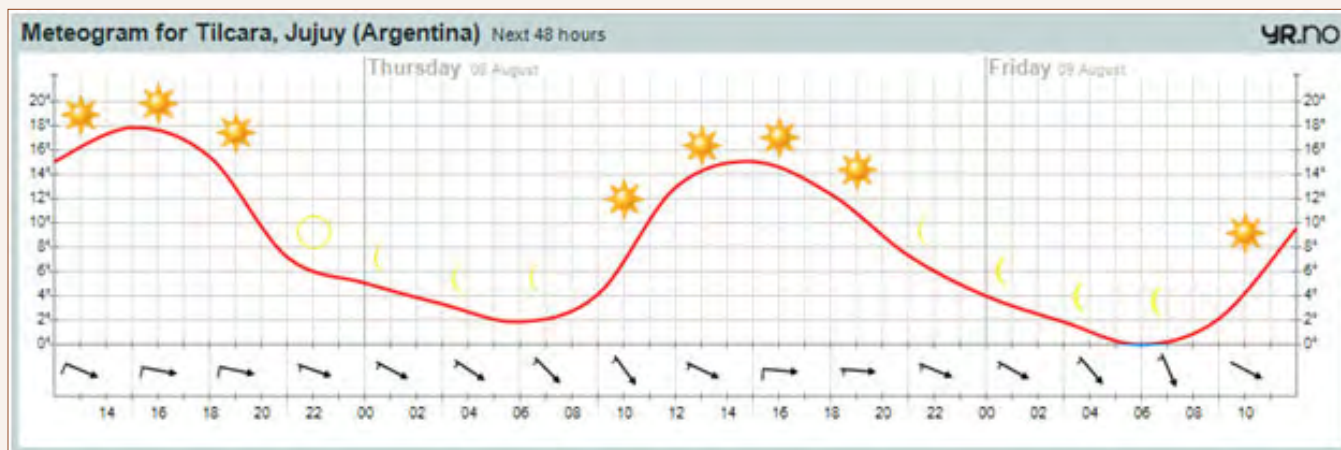 Meteogram for Tilcara, Jujuy (Argentina) Next 48 hours
YR.NO
Thursday 08 August
Friday 09 August
20° 20°
18° 18°
16° 16°
14° 14°
12° 12°
10° 10°
8° 8°
6° 6°
4° 4°
2° 2°
0° 0°
14 16 18 20 22 00 02 04 06 08 10 12 14 16 18 20 22 00 02 04 06 08 10